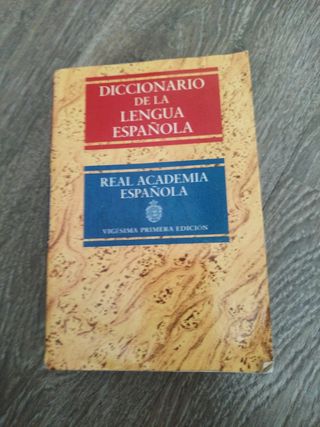 DICCIONARIO
DE LA
LENGUA
ESPAÑOLA
REAL ACADEMIA
ESPAÑOLA
VIGÉSIMA PRIMERA EDICIÓN